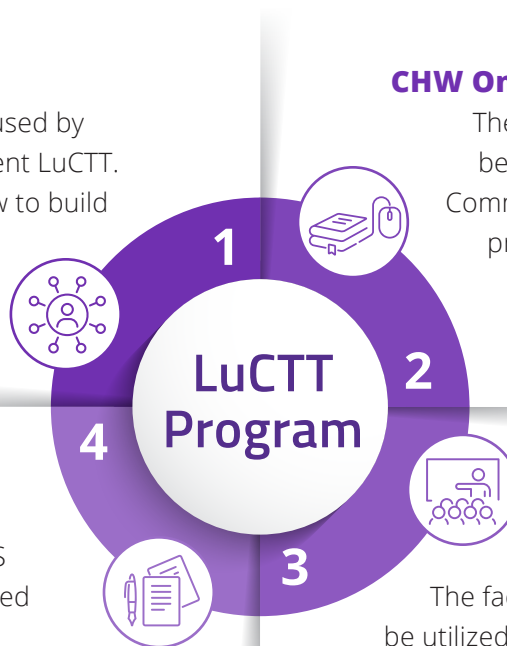 used by
ent LuCTT.
w to build
1
CHW Or
The
be
Comm
pr
2
LuCTT
Program
4
S
ed
3
The fac
be utilized